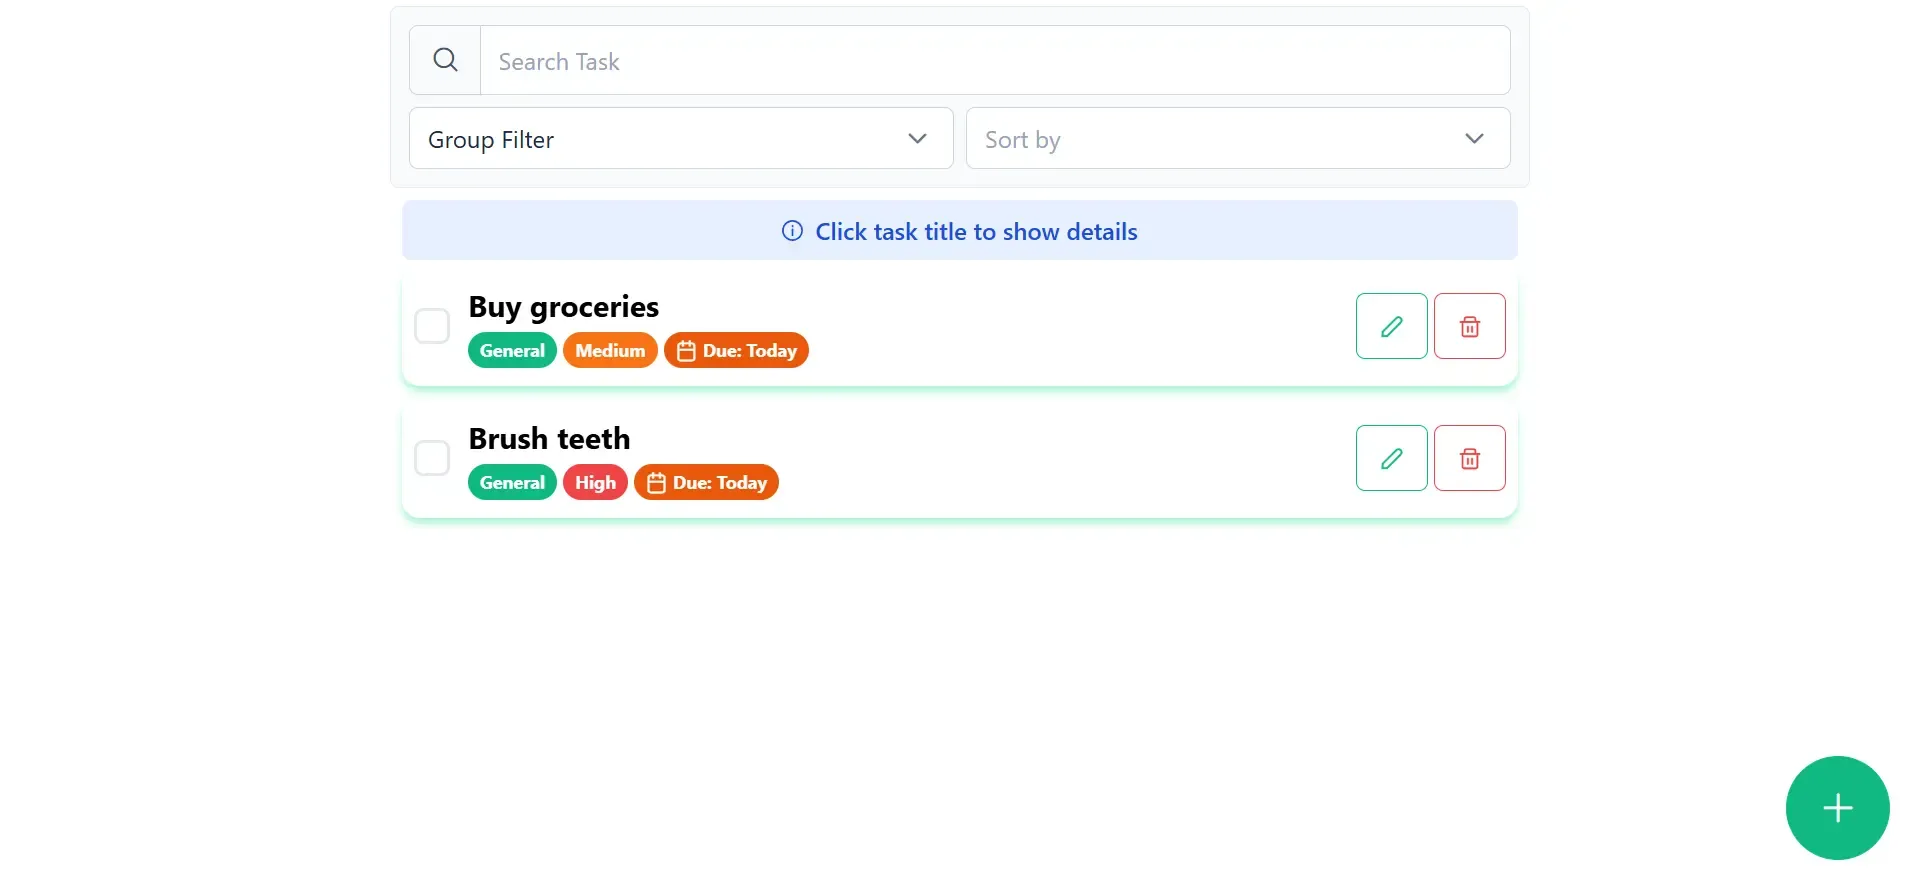 Search Task
Group Filter
Sort by
Click task title to show details
Buy groceries
General Medium Due: Today
Brush teeth
General High Due: Today